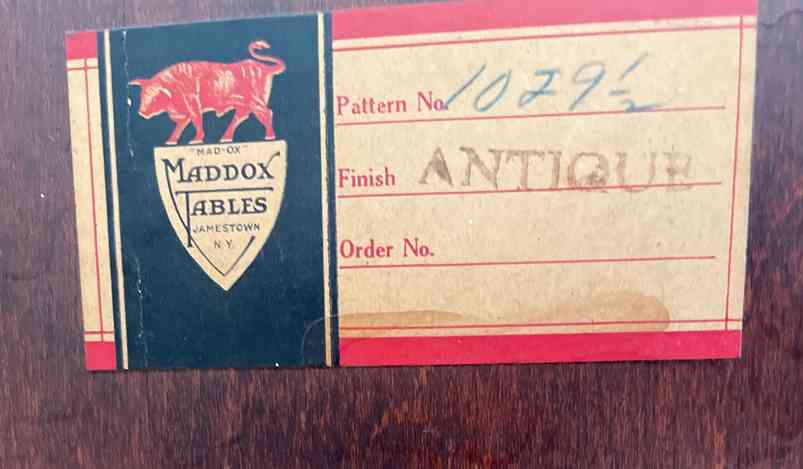 "MAD-OX"
MADDOX
TABLES
JAMESTOWN
N.Y.
Pattern No. 1029½
Finish ANTIQUE
Order No.